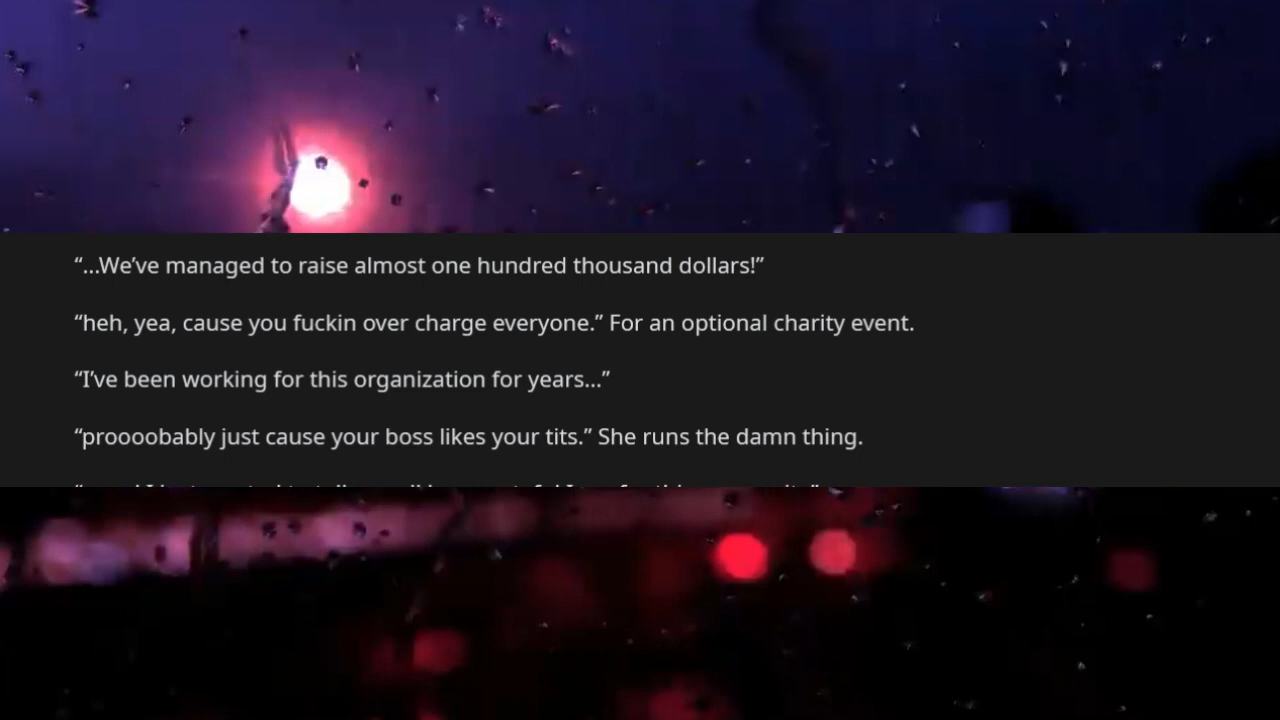 “…We’ve managed to raise almost one hundred thousand dollars!”
“heh, yea, cause you fuckin over charge everyone.” For an optional charity event.
“I’ve been working for this organization for years…”
“proooobably just cause your boss likes your tits.” She runs the damn thing.